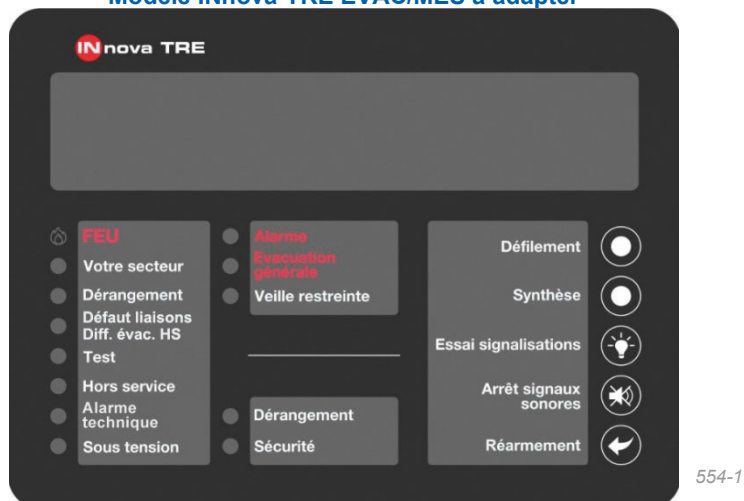 Modèle INnova TRE EVAC/MES à adapter
INnova TRE
FEU
Votre secteur
Dérangement
Défaut liaisons
Diff. évac. HS
Test
Hors service
Alarme
technique
Sous tension
Alarme
Evacuation
générale
Veille restreinte
Dérangement
Sécurité
Défilement
Synthèse
Essai signalisations
Arrêt signaux
sonores
Réarmement
554-1